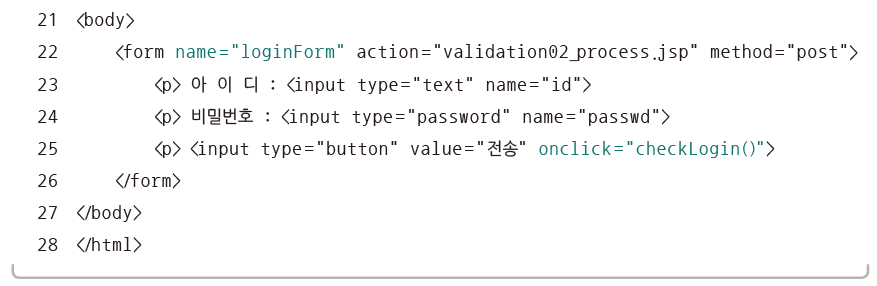 21 <body>
22 <form name="loginForm" action="validation02_process.jsp" method="post">
23 <p> 아 이 디 : <input type="text" name="id">
24 <p> 비밀번호 : <input type="password" name="passwd">
25 <p> <input type="button" value="전송" onclick="checkLogin()">
26 </form>
27 </body>
28 </html>